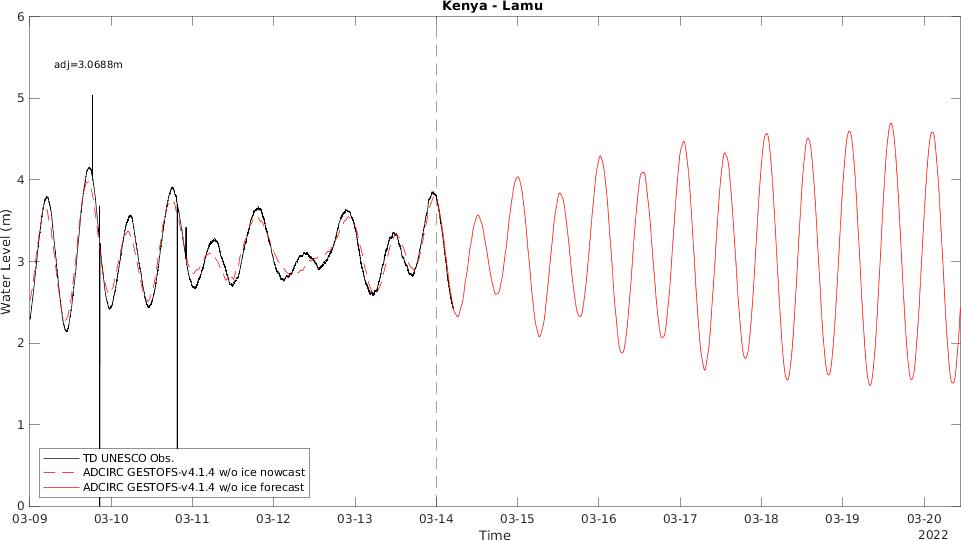 Kenya - Lamu
6
adj=3.0688m
5
4
3
2
1
0
Water Level (m)
TD UNESCO Obs.
ADCIRC GESTOFS-v4.1.4 w/o ice nowcast
ADCIRC GESTOFS-v4.1.4 w/o ice forecast
03-09 03-10 03-11 03-12 03-13 03-14 03-15 03-16 03-17 03-18 03-19 03-20
Time
2022